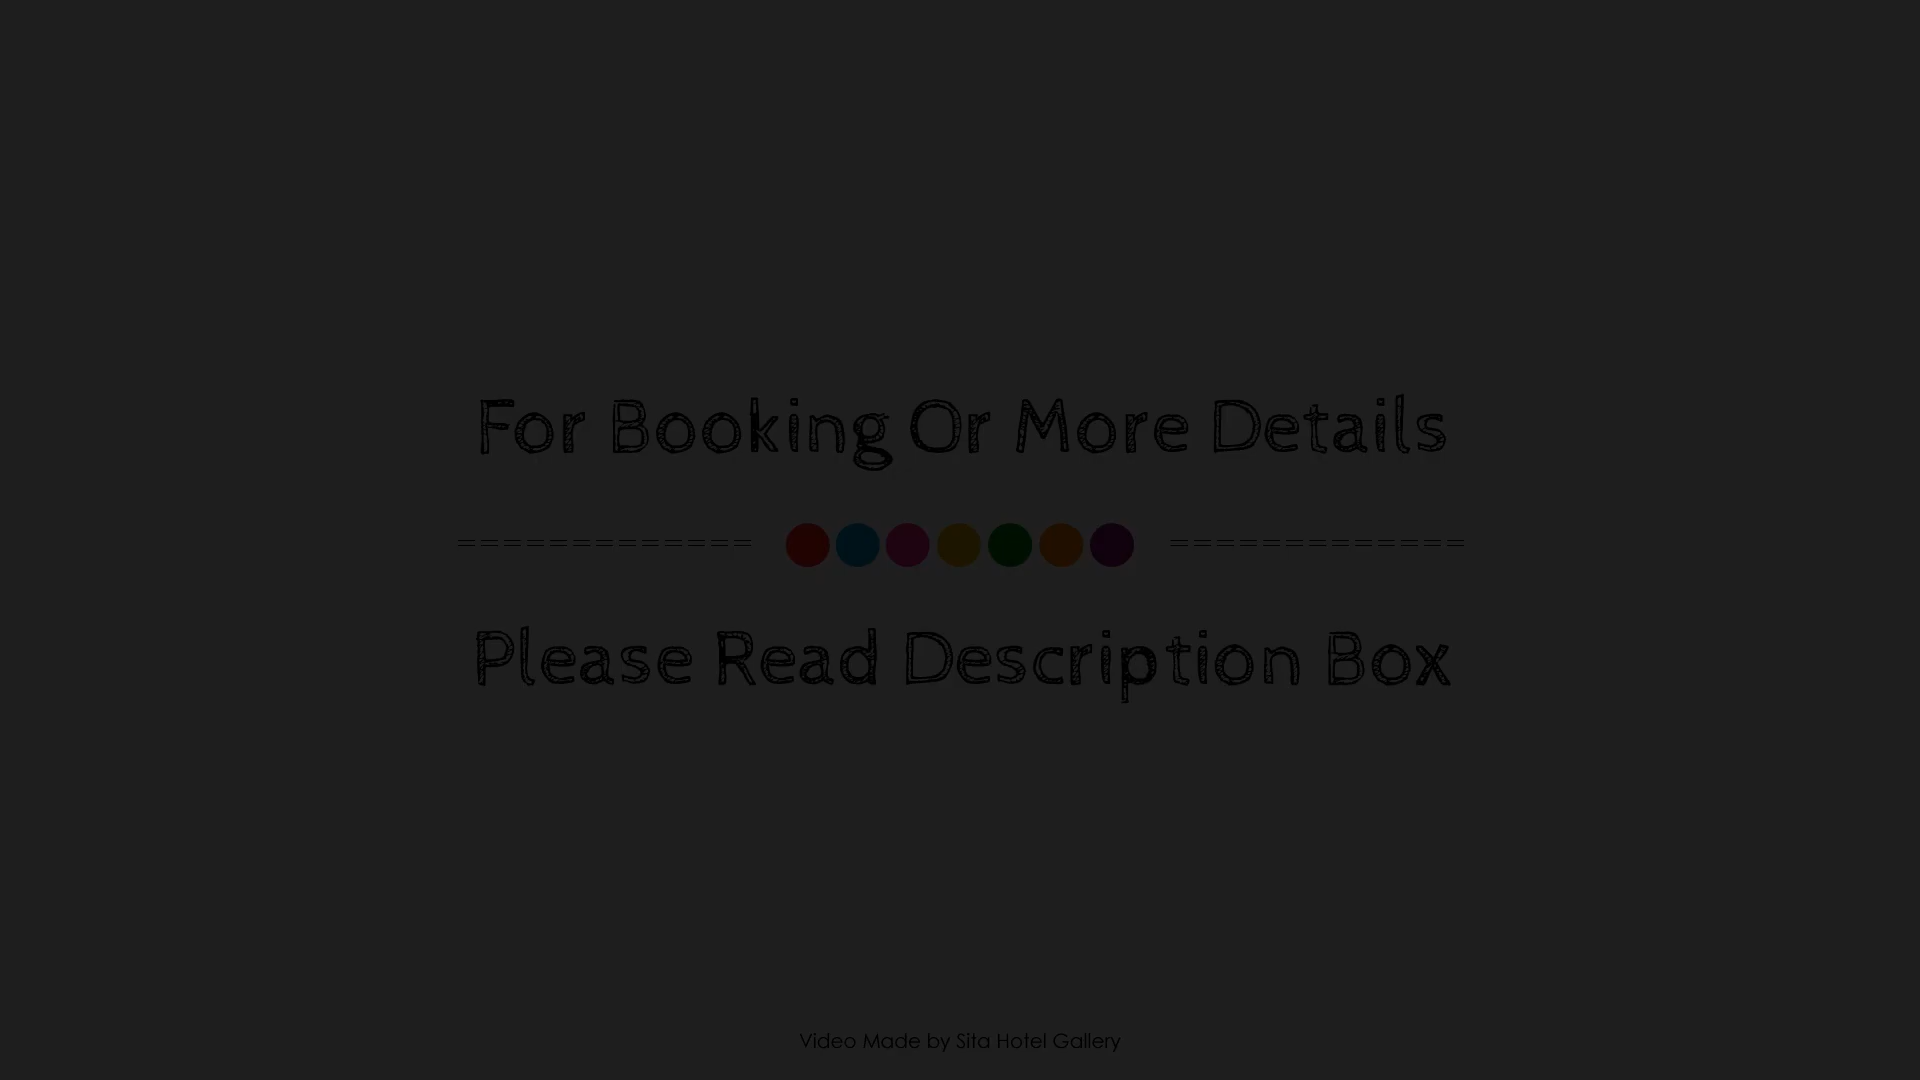 For Booking Or More Details
============= =============
Please Read Description Box
Video Made by Sita Hotel Gallery